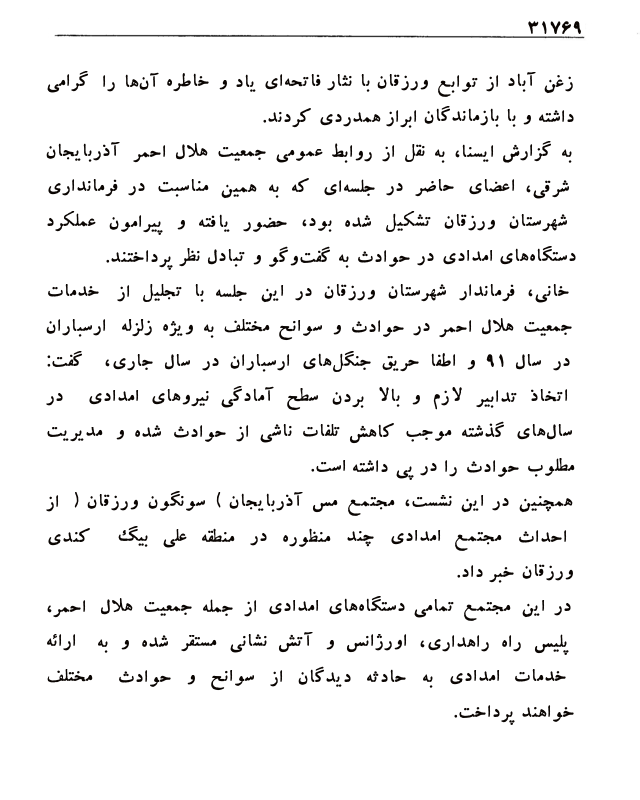 ۳۱۷۶۹
زغن آباد از توابع ورزقان با نثار فاتحه‌ای یاد و خاطره آن‌ها را گرامی
داشته و با بازماندگان ابراز همدردی کردند.
به گزارش ایسنا، به نقل از روابط عمومی جمعیت هلال احمر آذربایجان
شرقی، اعضای حاضر در جلسه‌ای که به همین مناسبت در فرمانداری
شهرستان ورزقان تشکیل شده بود، حضور یافته و پیرامون عملکرد
دستگاه‌های امدادی در حوادث به گفت‌وگو و تبادل نظر پرداختند.
خانی، فرماندار شهرستان ورزقان در این جلسه با تجلیل از خدمات
جمعیت هلال احمر در حوادث و سوانح مختلف به ویژه زلزله ارسباران
در سال ۹۱ و اطفا حریق جنگل‌های ارسباران در سال جاری، گفت:
اتخاذ تدابیر لازم و بالا بردن سطح آمادگی نیروهای امدادی در
سال‌های گذشته موجب کاهش تلفات ناشی از حوادث شده و مدیریت
مطلوب حوادث را در پی داشته است.
همچنین در این نشست، مجتمع مس آذربایجان ) سونگون ورزقان ( از
احداث مجتمع امدادی چند منظوره در منطقه علی بیگ کندی
ورزقان خبر داد.
در این مجتمع تمامی دستگاه‌های امدادی از جمله جمعیت هلال احمر،
پلیس راه راهداری، اورژانس و آتش نشانی مستقر شده و به ارائه
خدمات امدادی به حادثه دیدگان از سوانح و حوادث مختلف
خواهند پرداخت.